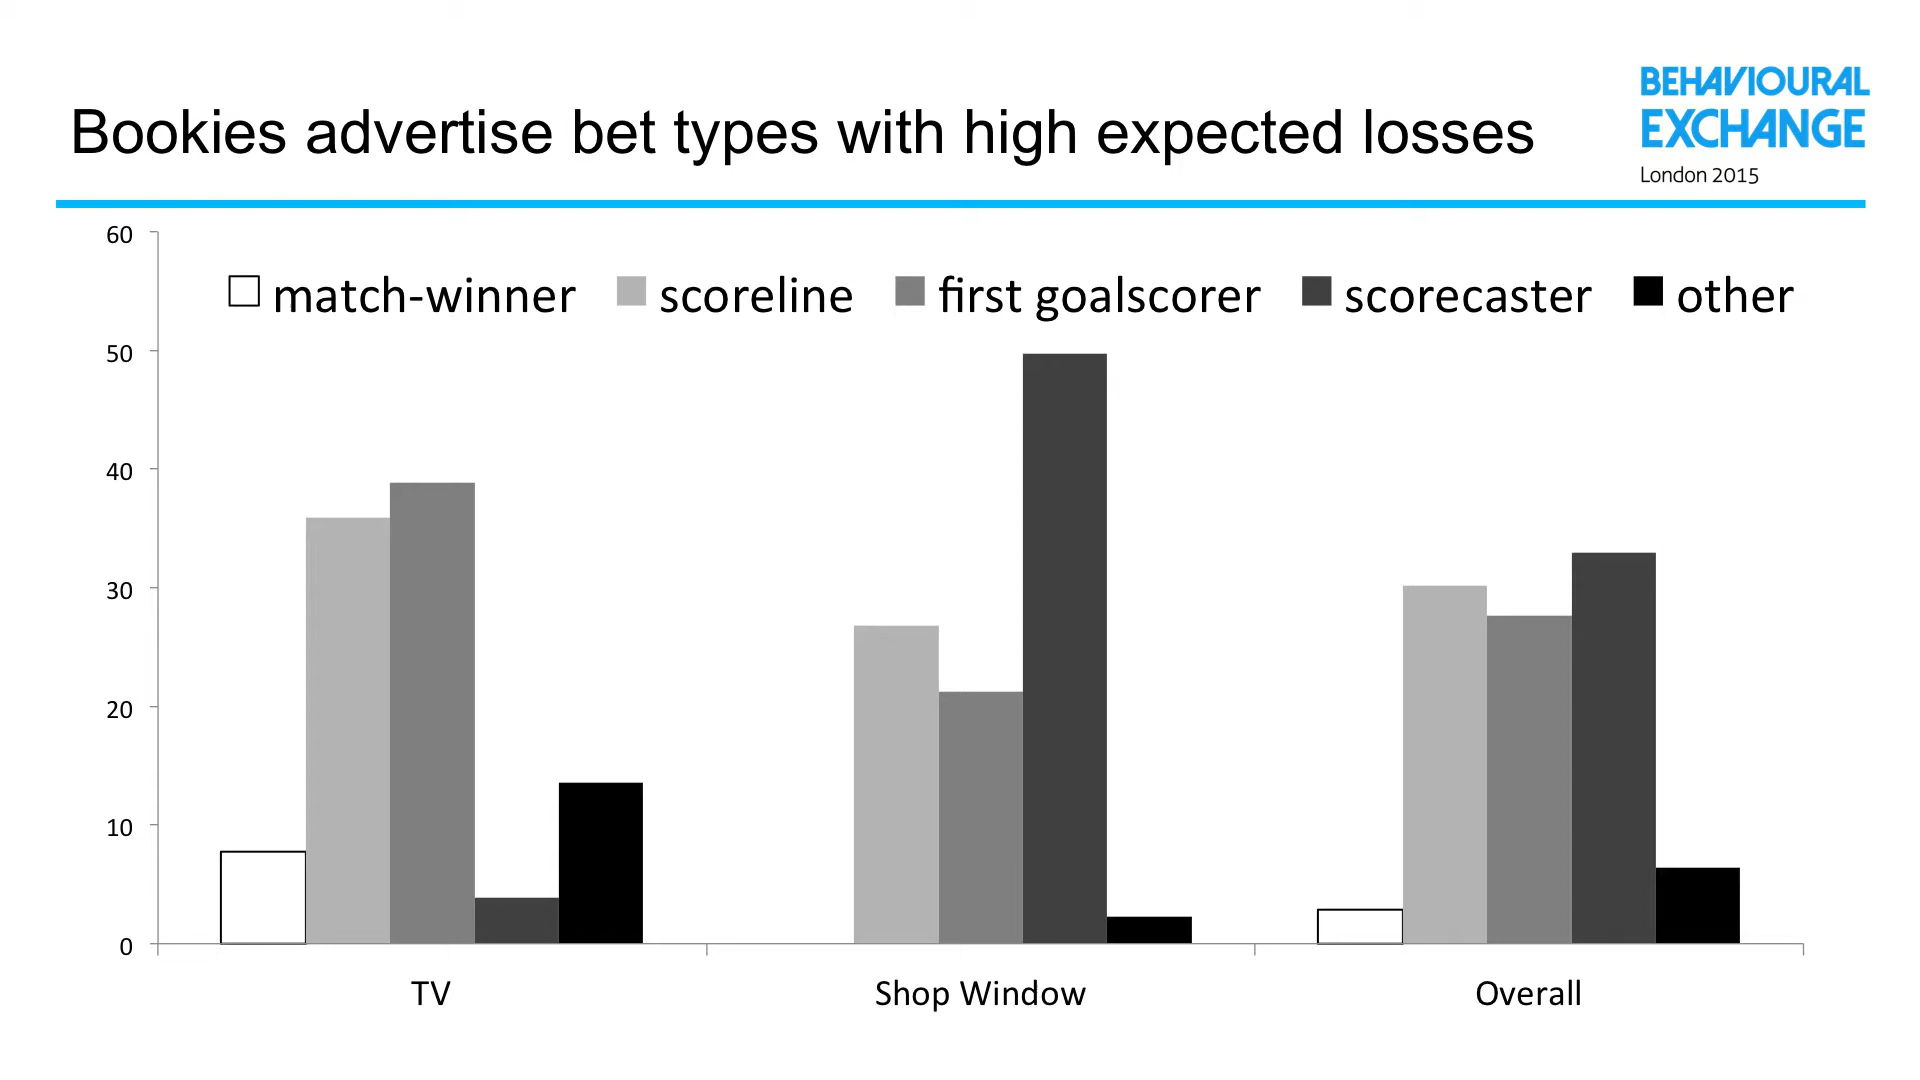 Bookies advertise bet types with high expected losses
BEHAVIOURAL
EXCHANGE
London 2015
60
match-winner scoreline first goalscorer scorecaster other
50
40
30
20
10
0
TV Shop Window Overall